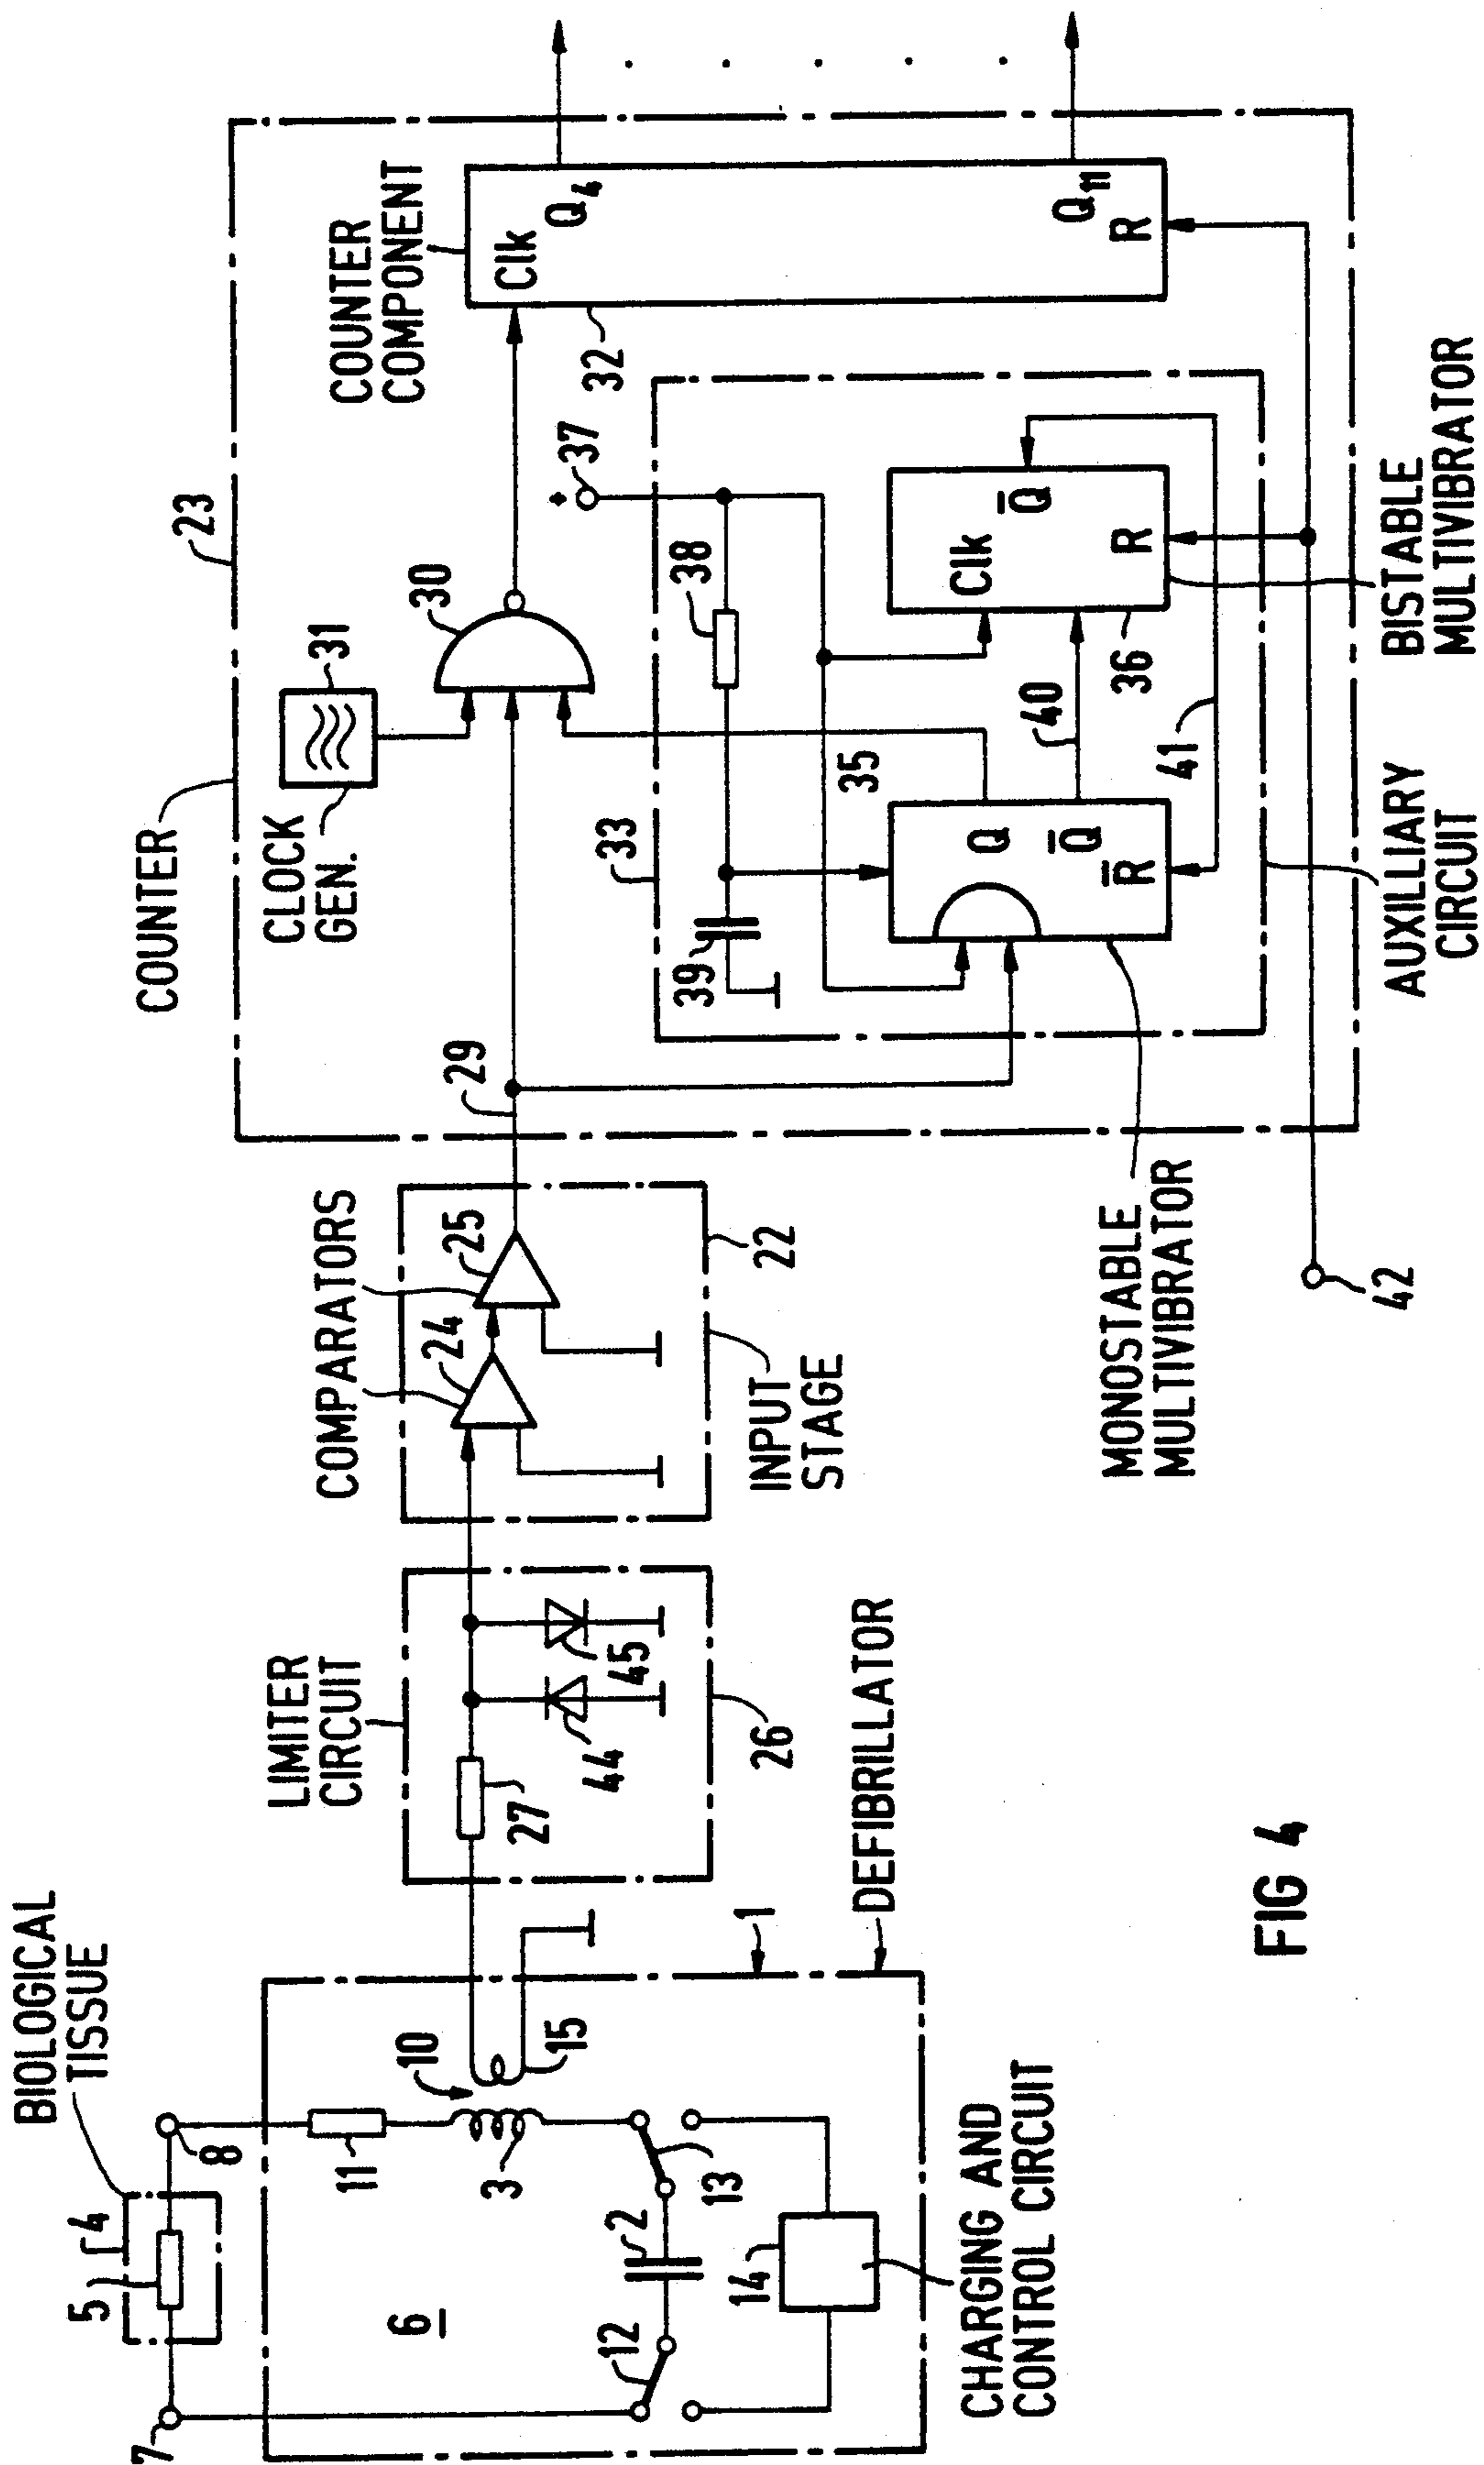 BIOLOGICAL
TISSUE
5
4
7
8
11
10
6
3
15
12
2
13
14
CHARGING AND
CONTROL CIRCUIT
1
DEFIBRILLATOR
LIMITER
CIRCUIT
27
44
45
26
COMPARATORS
24
25
22
INPUT
STAGE
29
COUNTER
23
CLOCK
GEN.
31
30
COUNTER
COMPONENT
32
Clk
Q4
Q11
R
+
37
33
38
39
35
Q
Q̅
R̅
40
41
Clk
Q̅
R
36
MONOSTABLE
MULTIVIBRATOR
AUXILLIARY
CIRCUIT
BISTABLE
MULTIVIBRATOR
42
FIG 4